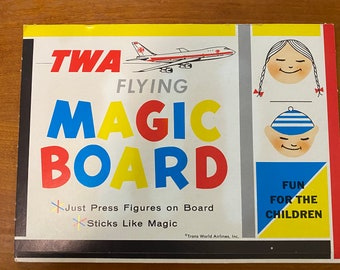 TWA
FLYING
MAGIC
BOARD
Just Press Figures on Board
Sticks Like Magic
©Trans World Airlines, Inc.
FUN
FOR THE
CHILDREN